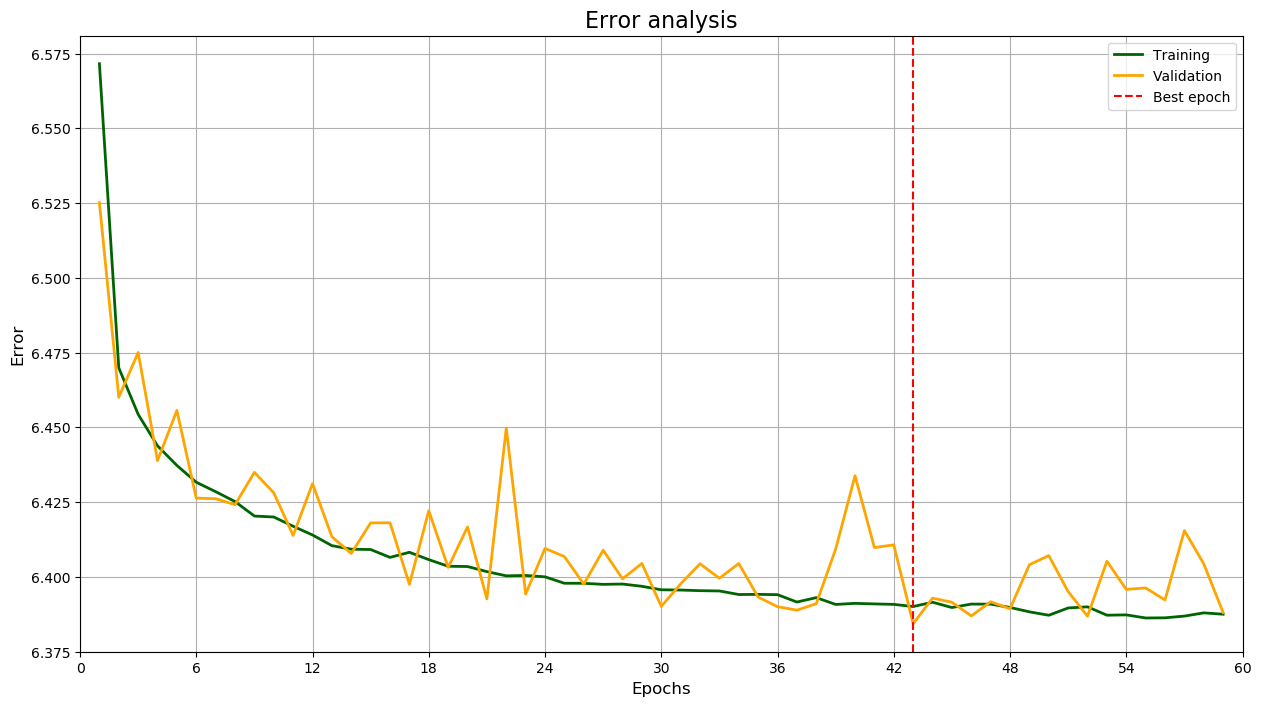 Error analysis
6.575
6.550
6.525
6.500
6.475
6.450
6.425
6.400
6.375
Error
Training
Validation
Best epoch
0 6 12 18 24 30 36 42 48 54 60
Epochs